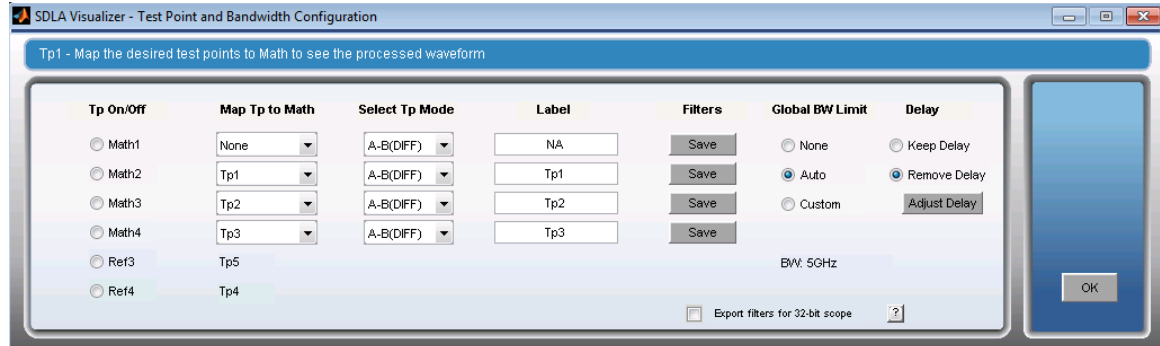 SDLA Visualizer - Test Point and Bandwidth Configuration
Tp1 - Map the desired test points to Math to see the processed waveform
Tp On/Off Map Tp to Math Select Tp Mode Label Filters Global BW Limit Delay
Math1 None A-B(DIFF) NA Save None Keep Delay
Math2 Tp1 A-B(DIFF) Tp1 Save Auto Remove Delay
Math3 Tp2 A-B(DIFF) Tp2 Save Custom Adjust Delay
Math4 Tp3 A-B(DIFF) Tp3 Save
Ref3 Tp5 BW: 5GHz
Ref4 Tp4 OK
Export filters for 32-bit scope ?